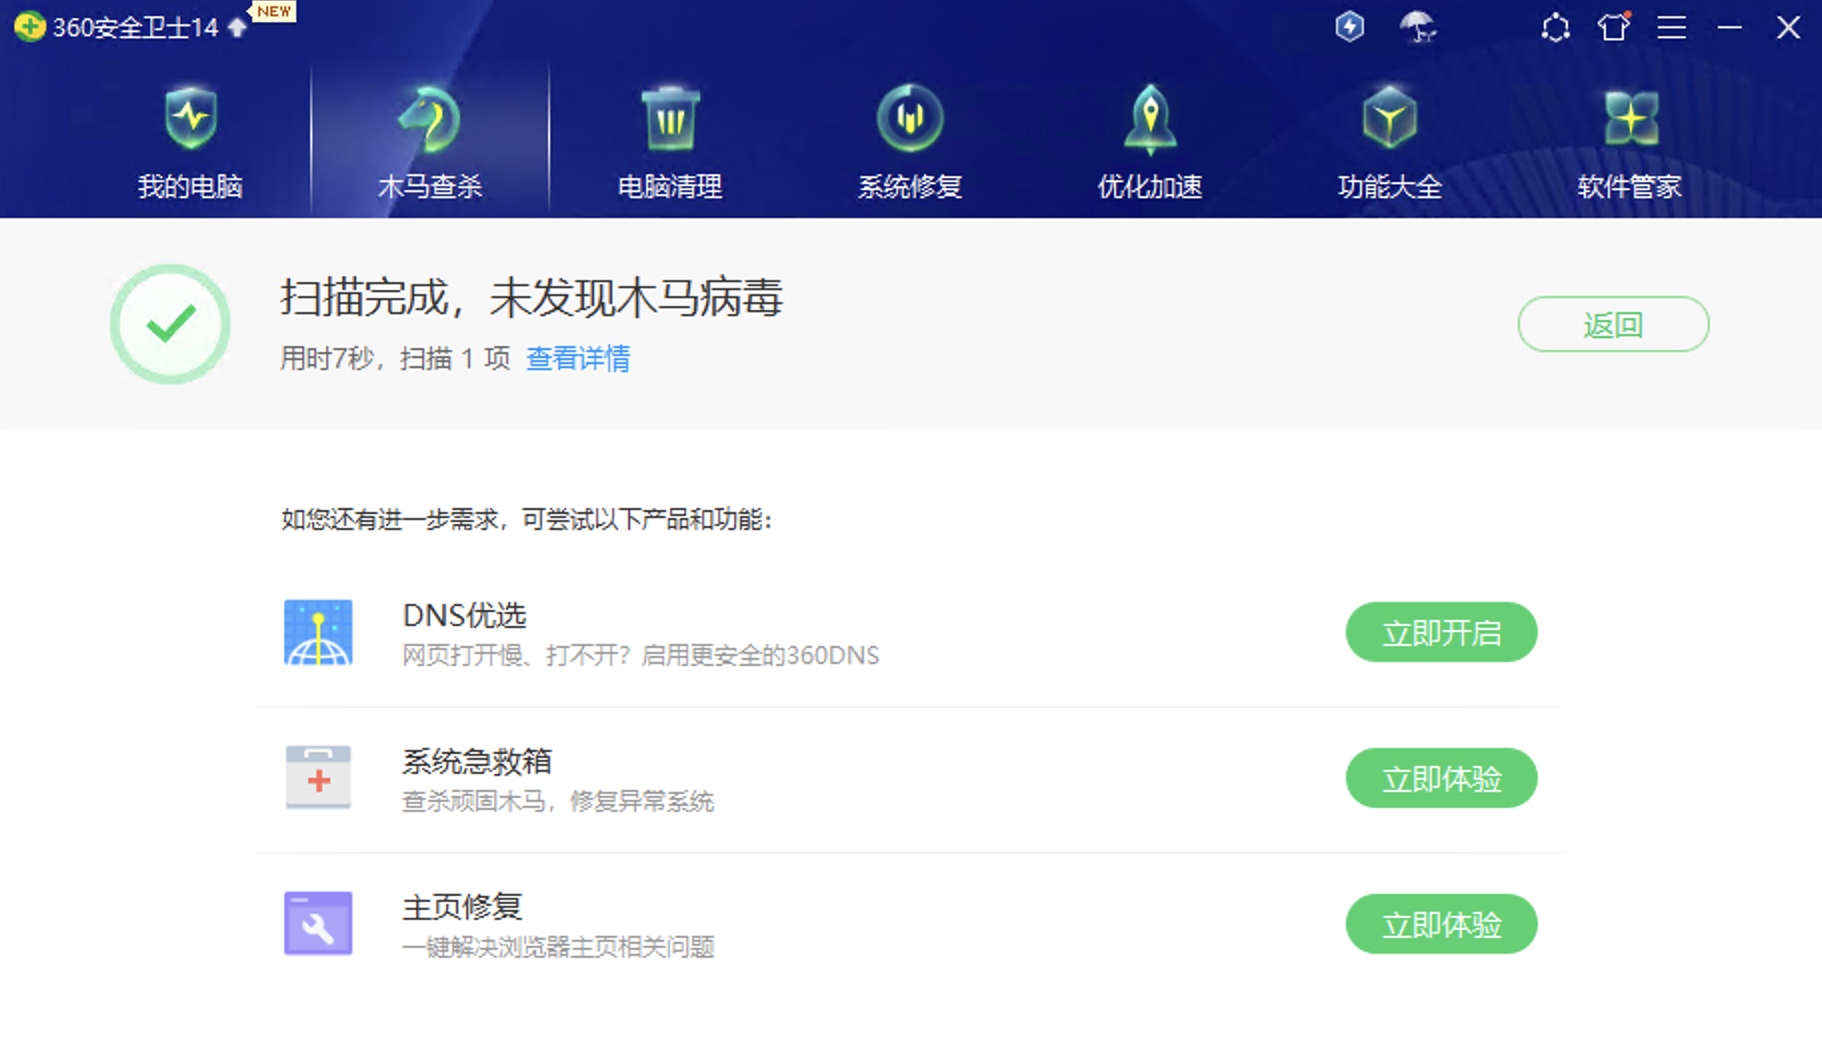 360安全卫士14
NEW
我的电脑
木马查杀
电脑清理
系统修复
优化加速
功能大全
软件管家
扫描完成，未发现木马病毒
用时7秒，扫描 1 项 查看详情
返回
如您还有进一步需求，可尝试以下产品和功能：
DNS优选
网页打开慢、打不开？启用更安全的360DNS
立即开启
系统急救箱
查杀顽固木马，修复异常系统
立即体验
主页修复
一键解决浏览器主页相关问题
立即体验